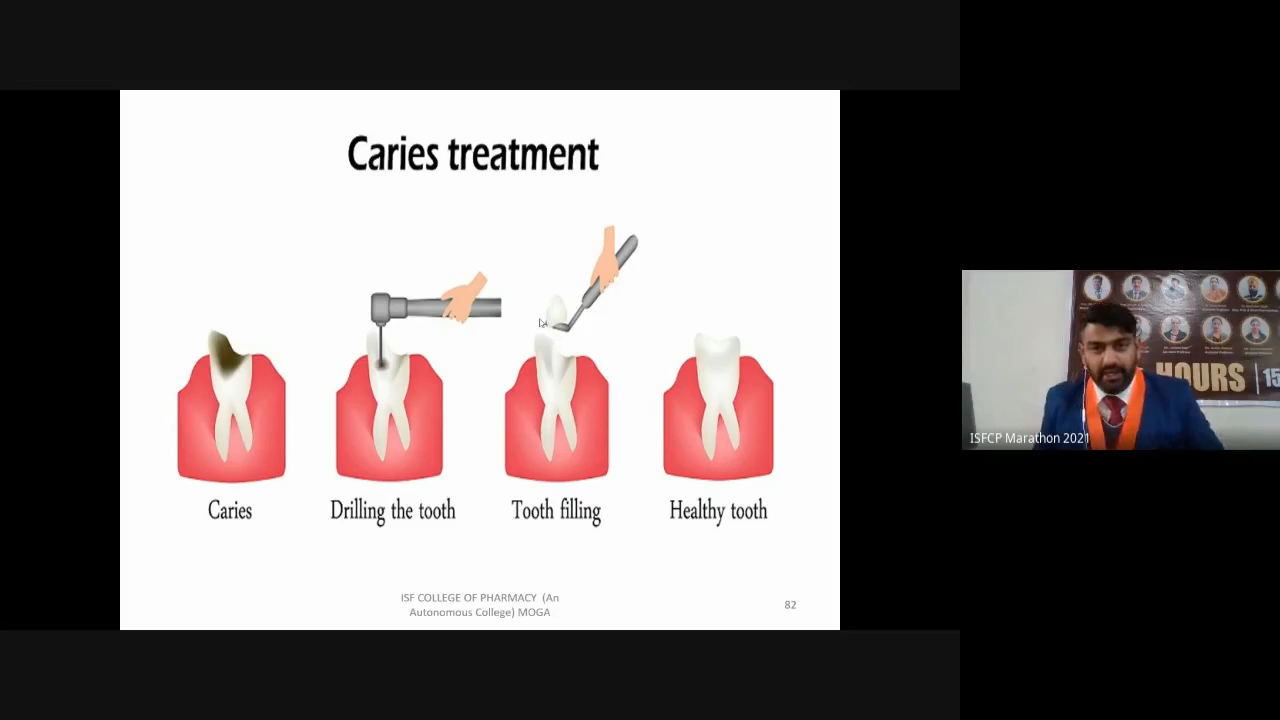 Caries treatment
Caries
Drilling the tooth
Tooth filling
Healthy tooth
ISF COLLEGE OF PHARMACY (An
Autonomous College) MOGA
82
HOURS | 15
ISFCP Marathon 2021